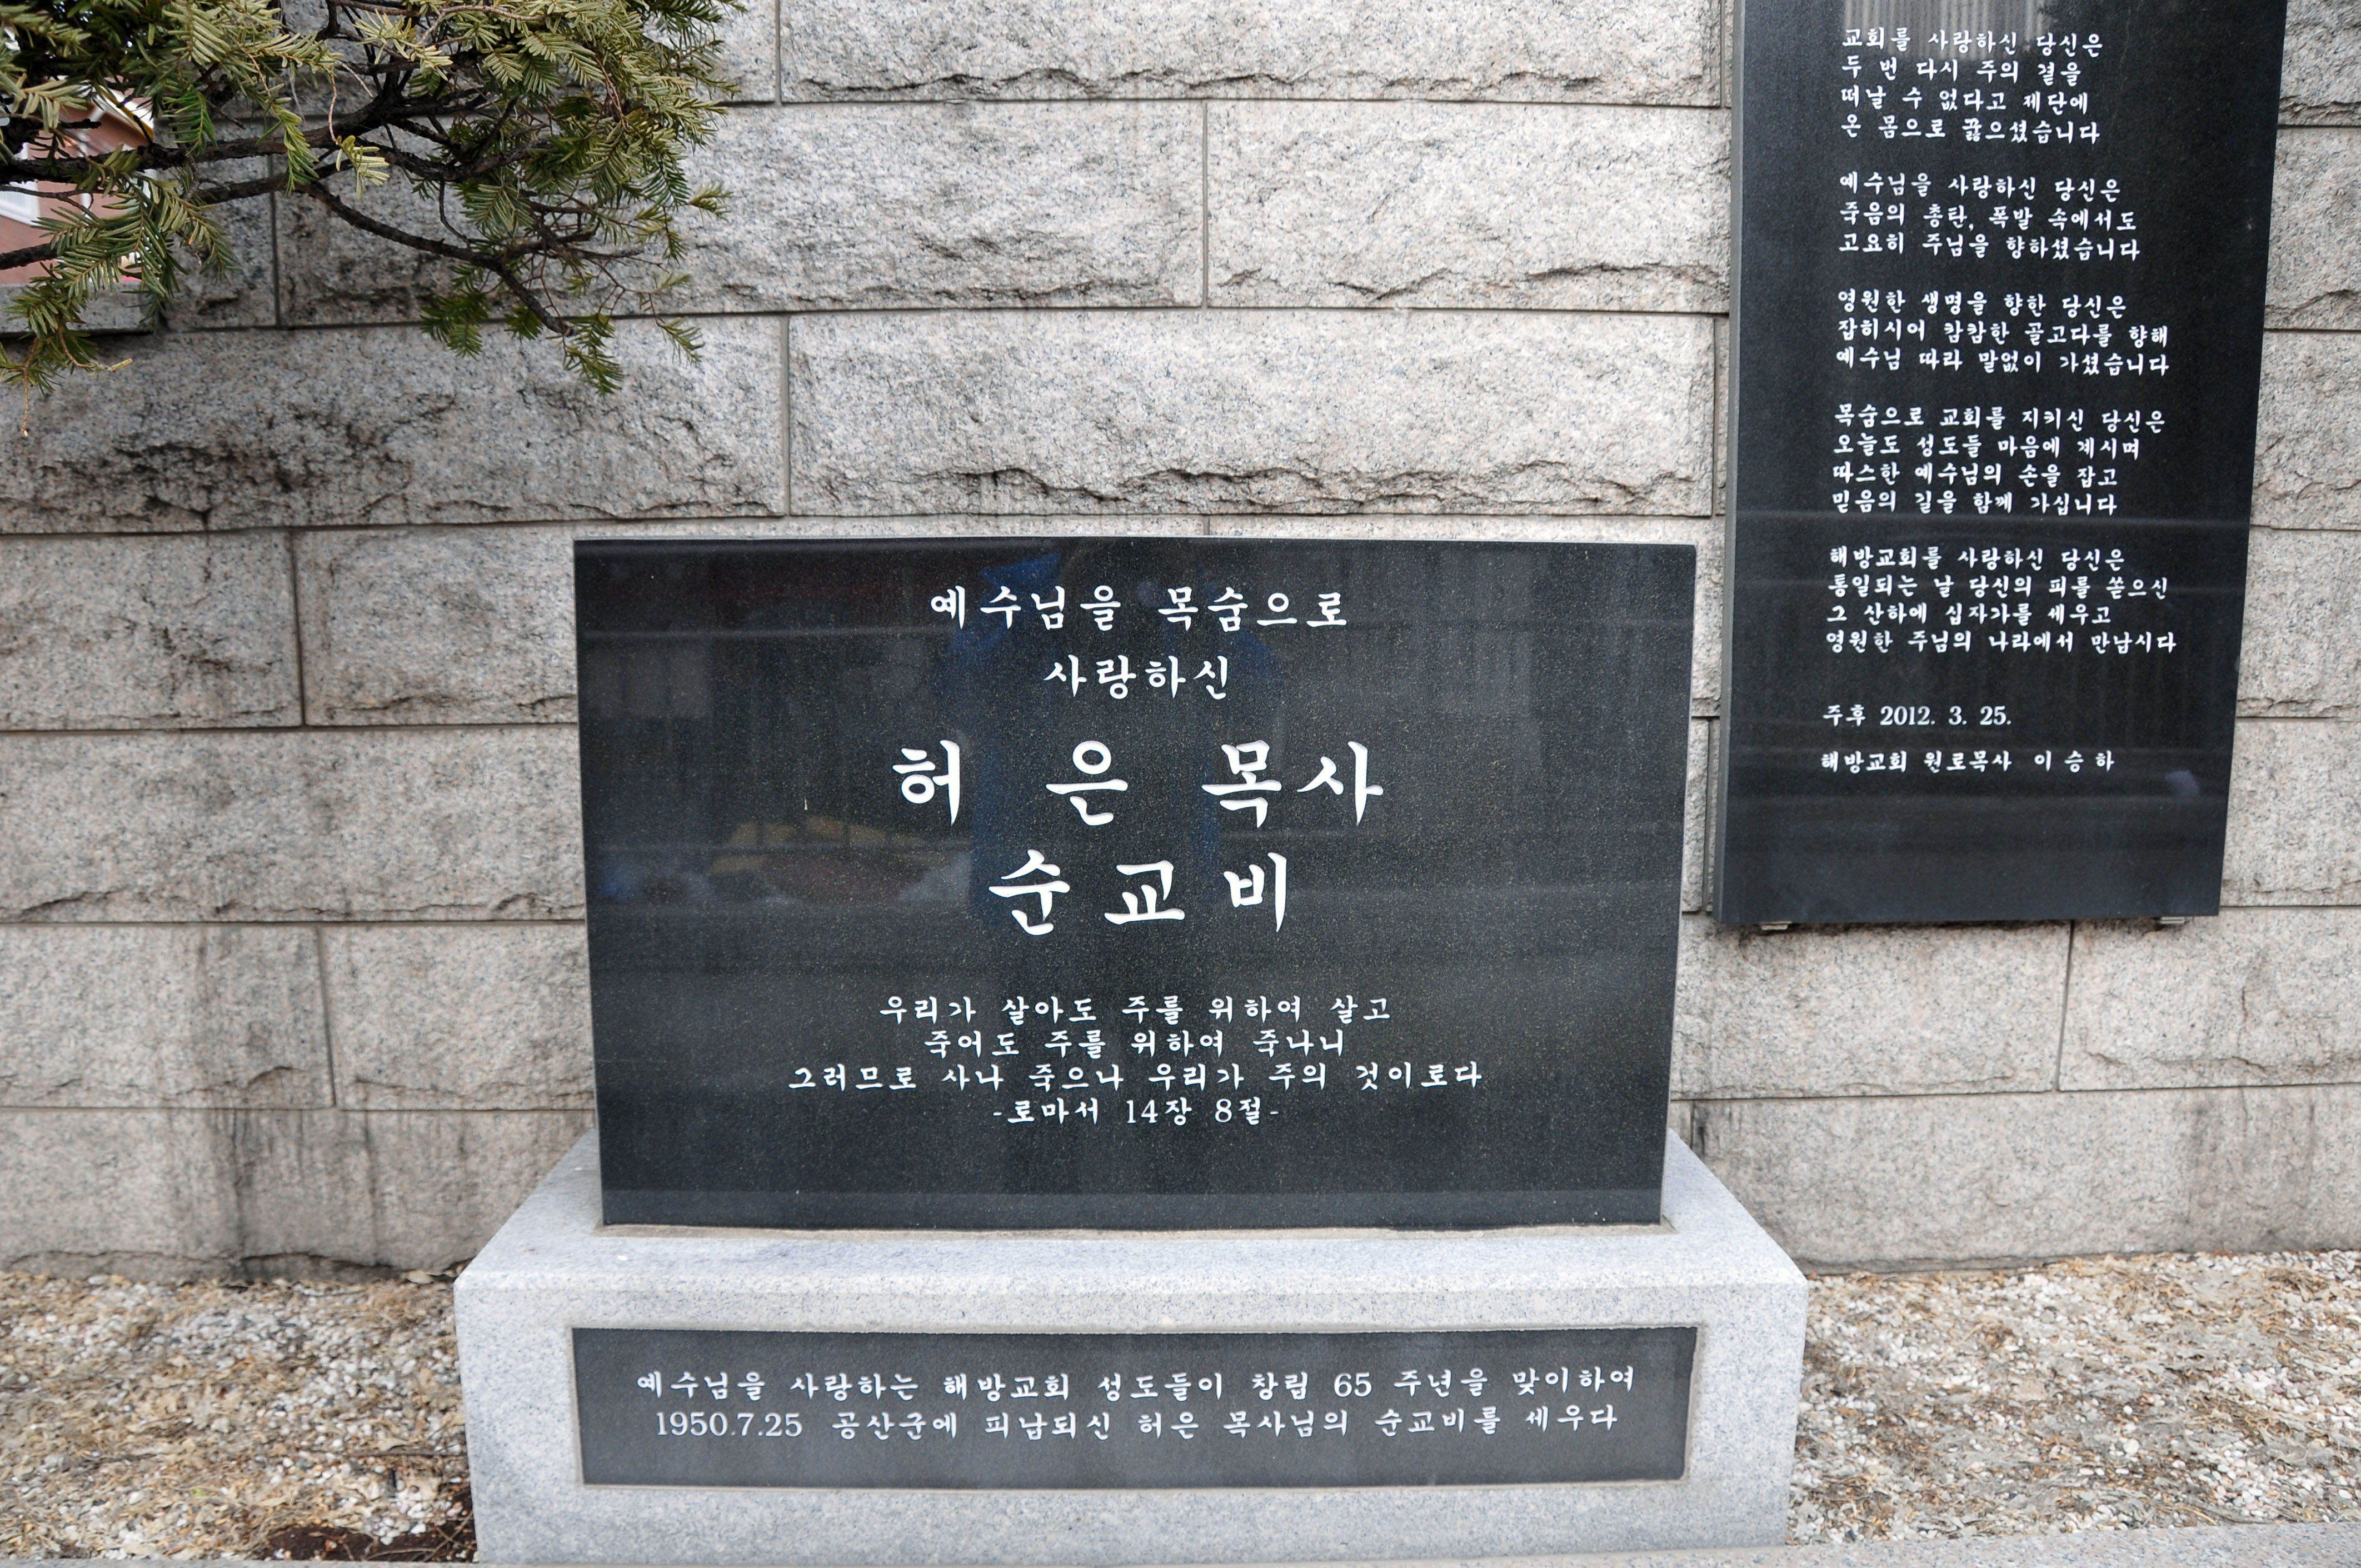 예수님을 목숨으로
사랑하신
허 은 목사
순교비
우리가 살아도 주를 위하여 살고
죽어도 주를 위하여 죽나니
그러므로 사나 죽으나 우리가 주의 것이로다
-로마서 14장 8절-
예수님을 사랑하는 해방교회 성도들이 창립 65 주년을 맞이하여
1950.7.25 공산군에 피납되신 허은 목사님의 순교비를 세우다
교회를 사랑하신 당신은
두 번 다시 주의 곁을
떠날 수 없다고 제단에
온 몸으로 꿇으셨습니다
예수님을 사랑하신 당신은
죽음의 총탄, 폭발 속에서도
고요히 주님을 향하셨습니다
영원한 생명을 향한 당신은
잡히시어 캄캄한 골고다를 향해
예수님 따라 말없이 가셨습니다
목숨으로 교회를 지키신 당신은
오늘도 성도들 마음에 계시며
따스한 예수님의 손을 잡고
믿음의 길을 함께 가십니다
해방교회를 사랑하신 당신은
통일되는 날 당신의 피를 쏟으신
그 산하에 십자가를 세우고
영원한 주님의 나라에서 만납시다
주후 2012. 3. 25.
해방교회 원로목사 이 승 하